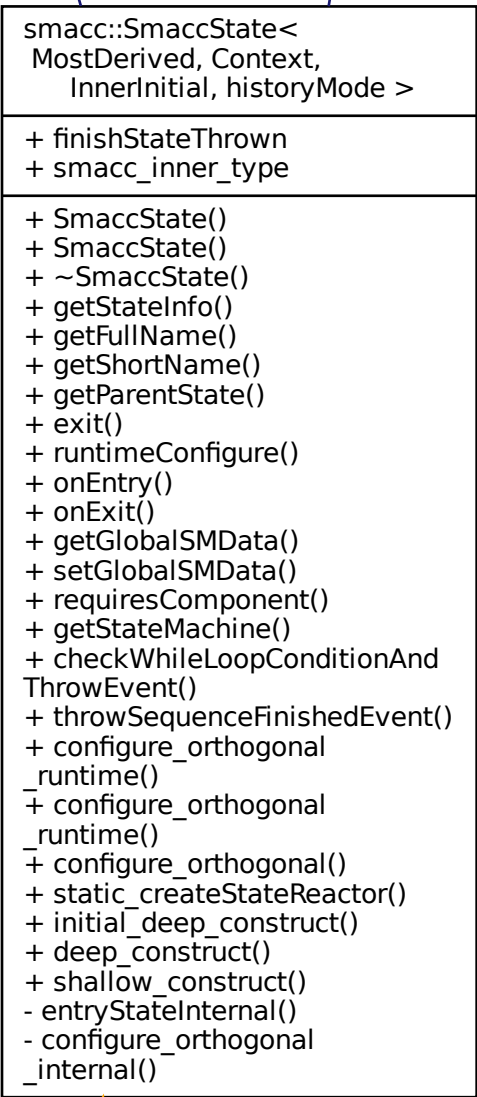 smacc::SmaccState<
MostDerived, Context,
InnerInitial, historyMode >
+ finishStateThrown
+ smacc_inner_type
+ SmaccState()
+ SmaccState()
+ ~SmaccState()
+ getStateInfo()
+ getFullName()
+ getShortName()
+ getParentState()
+ exit()
+ runtimeConfigure()
+ onEntry()
+ onExit()
+ getGlobalSMData()
+ setGlobalSMData()
+ requiresComponent()
+ getStateMachine()
+ checkWhileLoopConditionAnd
ThrowEvent()
+ throwSequenceFinishedEvent()
+ configure_orthogonal
_runtime()
+ configure_orthogonal
_runtime()
+ configure_orthogonal()
+ static_createStateReactor()
+ initial_deep_construct()
+ deep_construct()
+ shallow_construct()
- entryStateInternal()
- configure_orthogonal
_internal()